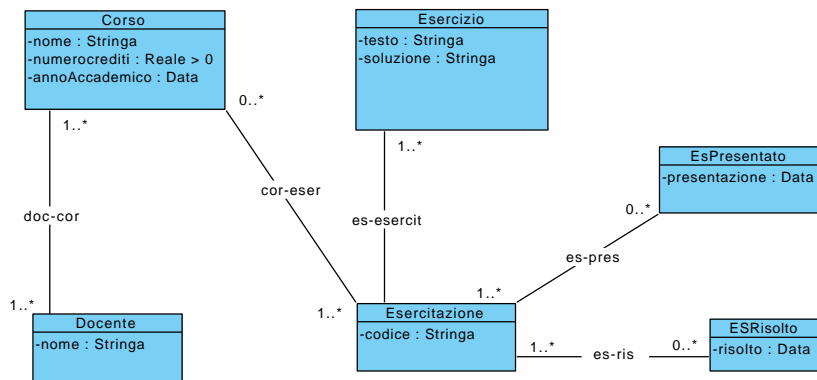 Corso
-nome : Stringa
-numerocrediti : Reale > 0
-annoAccademico : Data
Esercizio
-testo : Stringa
-soluzione : Stringa
0..*
1..*
1..*
EsPresentato
-presentazione : Data
cor-eser
doc-cor
es-esercit
0..*
es-pres
1..*
1..*
1..*
Docente
-nome : Stringa
Esercitazione
-codice : Stringa
ESRisolto
-risolto : Data
1..*
es-ris
0..*